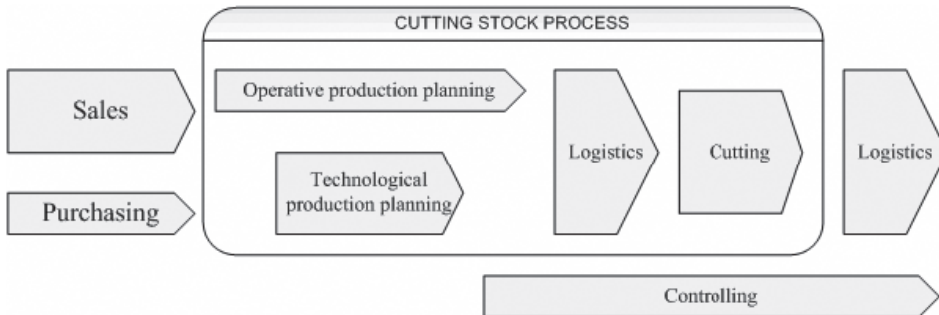 CUTTING STOCK PROCESS
Sales
Operative production planning
Logistics
Cutting
Logistics
Technological
production planning
Purchasing
Controlling